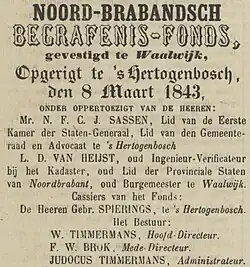 NOORD-BRABANDSCH
BEGRAFENIS-FONDS,
gevestigd te Waalwijk,
Opgerigt te 's Hertogenbosch,
den 8 Maart 1843,
ONDER OPPERTOEZIGT VAN DE HEEREN:
Mr. N. F. C. J. SASSEN, Lid van de Eerste
Kamer der Staten-Generaal, Lid van den Gemeente-
raad en Advocaat te 's Hertogenbosch
L. D. VAN HEIJST, oud Ingenieur-Verificateur
bij het Kadaster, oud Lid der Provinciale Staten
van Noordbrabant, oud Burgemeester te Waalwijk.
Cassiers van het Fonds:
De Heeren Gebr. SPIERINGS, te 's Hertogenbosch.
Het Bestuur:
W. TIMMERMANS, Hoofd-Directeur.
F. W. BROK, Mede-Directeur.
JUDOCUS TIMMERMANS, Administrateur.